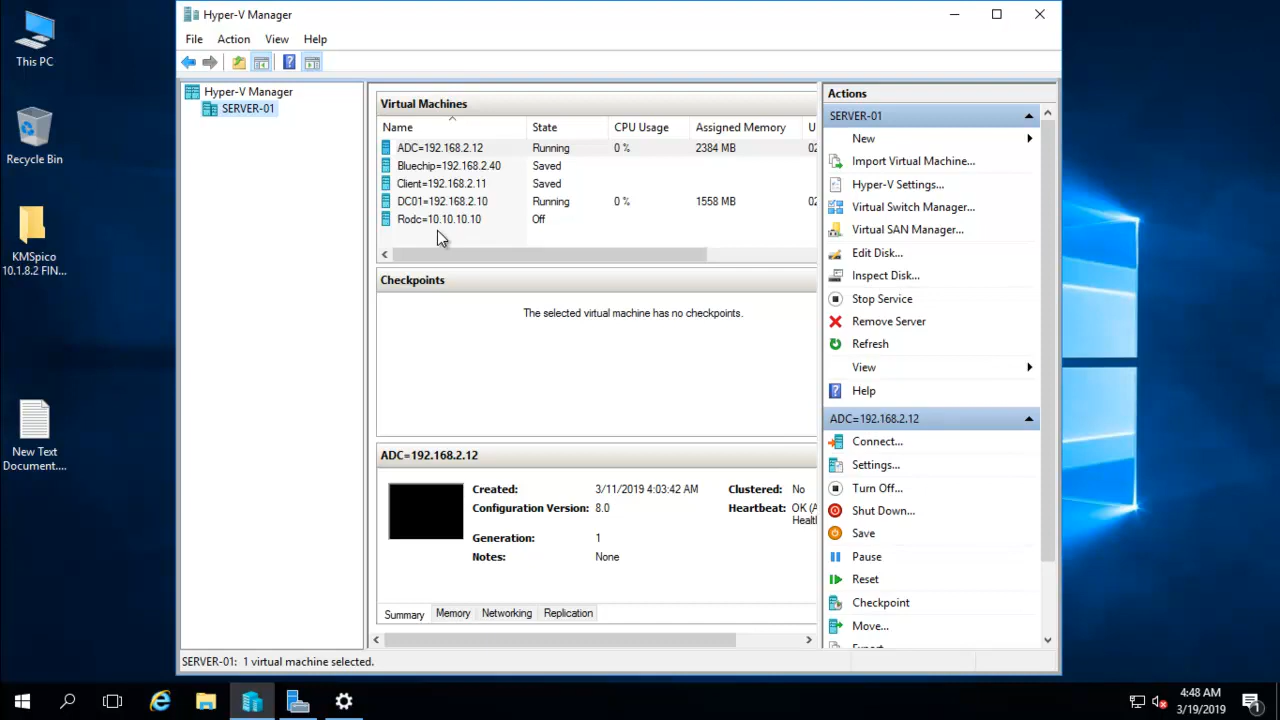 This PC
Recycle Bin
KMSpico
10.1.8.2 FIN...
New Text
Document....
Hyper-V Manager
File Action View Help
Hyper-V Manager
SERVER-01
Virtual Machines
Name State CPU Usage Assigned Memory U
ADC=192.168.2.12 Running 0 % 2384 MB 02
Bluechip=192.168.2.40 Saved
Client=192.168.2.11 Saved
DC01=192.168.2.10 Running 0 % 1558 MB 02
Rodc=10.10.10.10 Off
Checkpoints
The selected virtual machine has no checkpoints.
ADC=192.168.2.12
Created: 3/11/2019 4:03:42 AM Clustered: No
Configuration Version: 8.0 Heartbeat: OK (A
Healt
Generation: 1
Notes: None
Summary Memory Networking Replication
Actions
SERVER-01
New
Import Virtual Machine...
Hyper-V Settings...
Virtual Switch Manager...
Virtual SAN Manager...
Edit Disk...
Inspect Disk...
Stop Service
Remove Server
Refresh
View
Help
ADC=192.168.2.12
Connect...
Settings...
Turn Off...
Shut Down...
Save
Pause
Reset
Checkpoint
Move...
SERVER-01: 1 virtual machine selected.
4:48 AM
3/19/2019
1